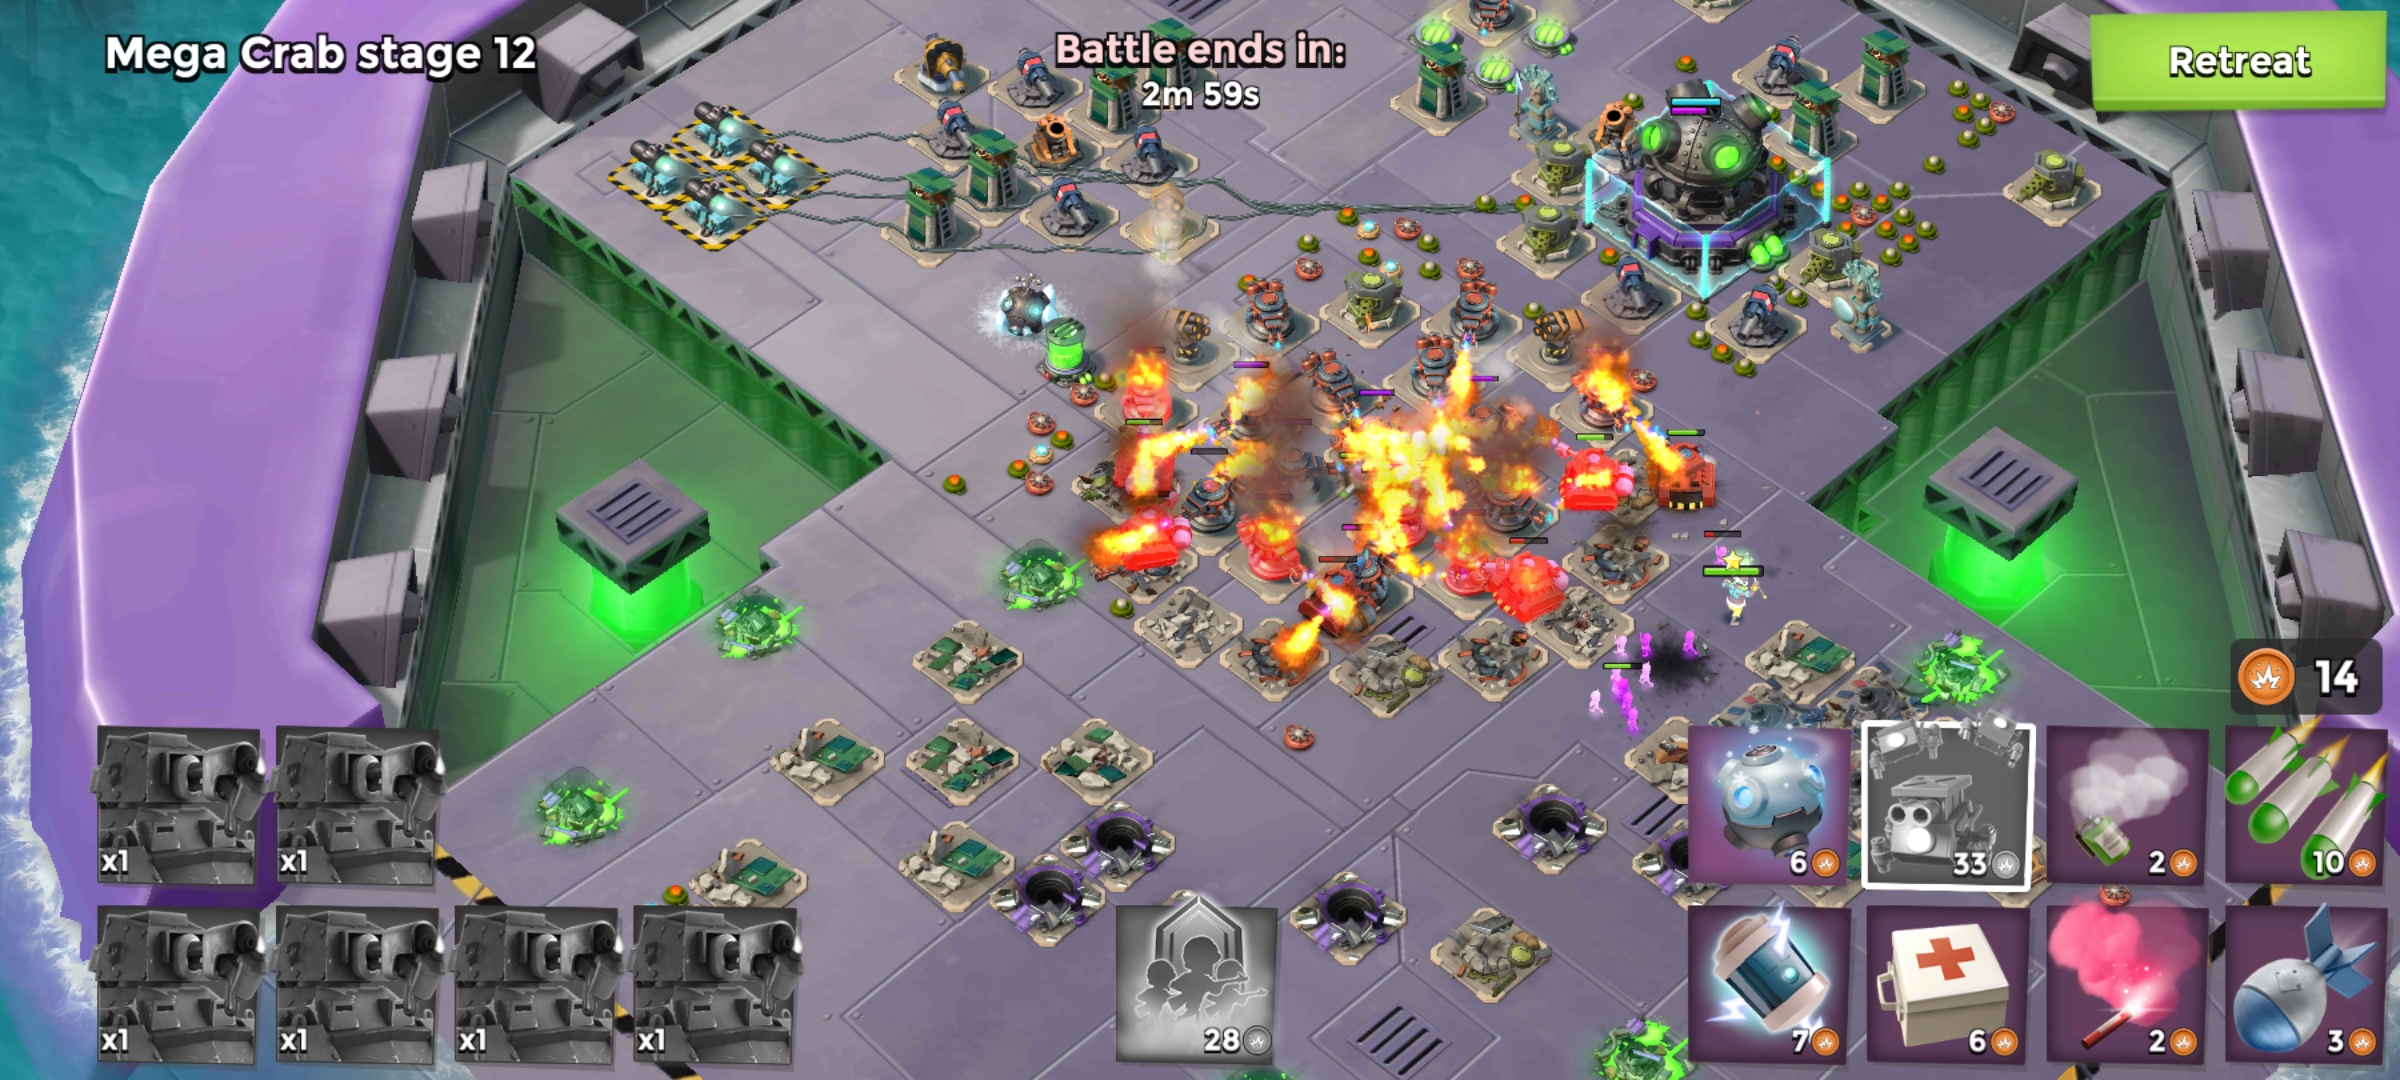 Mega Crab stage 12
Battle ends in:
2m 59s
Retreat
14
x1
x1
6
33
2
10
x1
x1
x1
x1
28
7
6
2
3